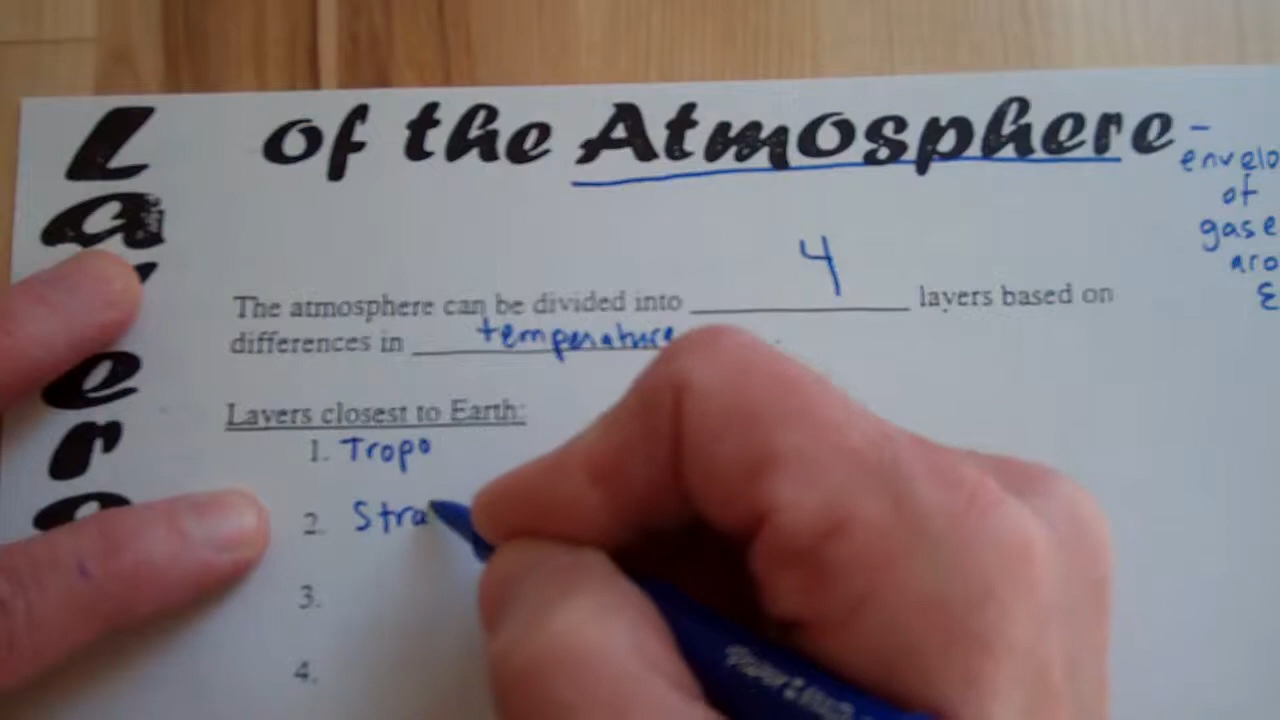 of the Atmosphere -
envelo
of
gase
aro
The atmosphere can be divided into 4 layers based on
differences in temperature
Layers closest to Earth:
1. Tropo
2. Stra
3.
4.